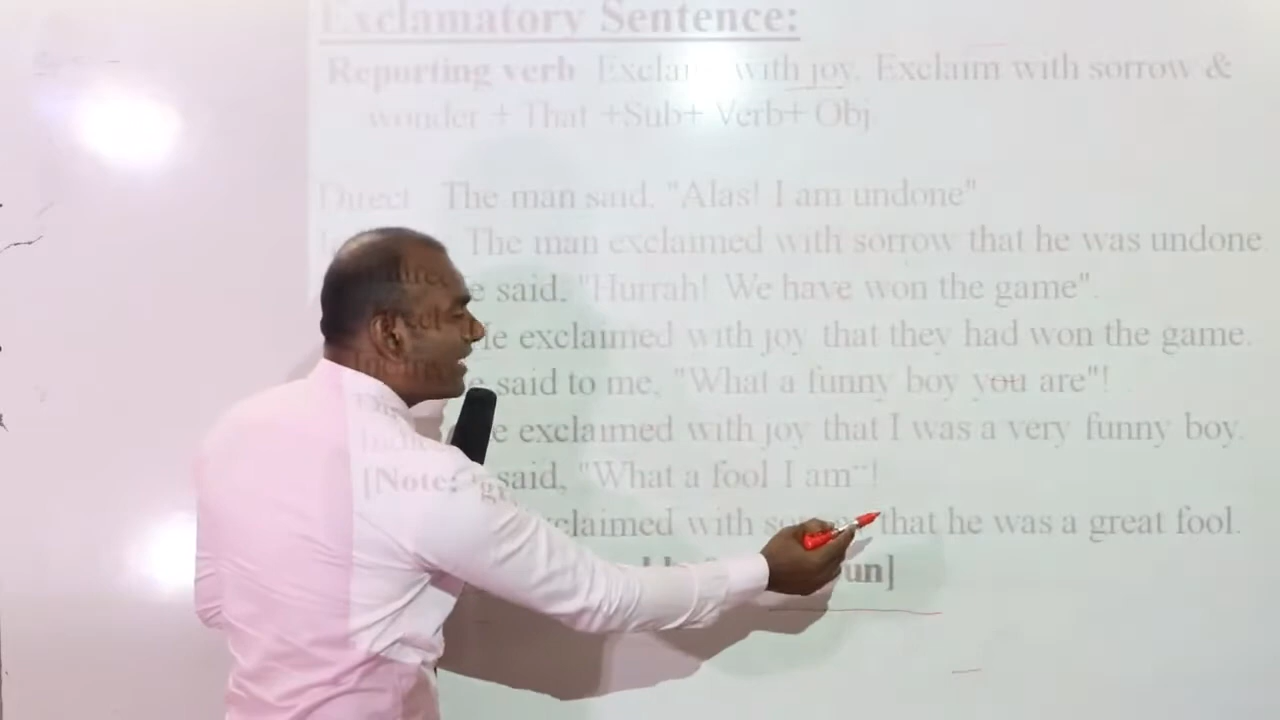 Exclamatory Sentence:
Reporting verb Exclaim with joy. Exclaim with sorrow &
wonder + That +Sub+ Verb+ Obj
Direct The man said. "Alas! I am undone"
The man exclaimed with sorrow that he was undone
said. "Hurrah! We have won the game".
He exclaimed with joy that they had won the game.
said to me, "What a funny boy you are"!
exclaimed with joy that I was a very funny boy.
[Note: said, "What a fool I am"!
with that he was a great fool.